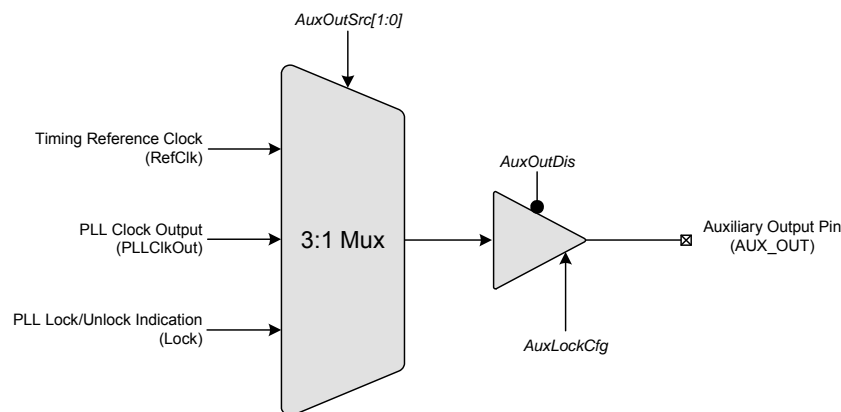 AuxOutSrc[1:0]
Timing Reference Clock
(RefClk)
PLL Clock Output
(PLLClkOut)
PLL Lock/Unlock Indication
(Lock)
3:1 Mux
AuxOutDis
AuxLockCfg
Auxiliary Output Pin
(AUX_OUT)